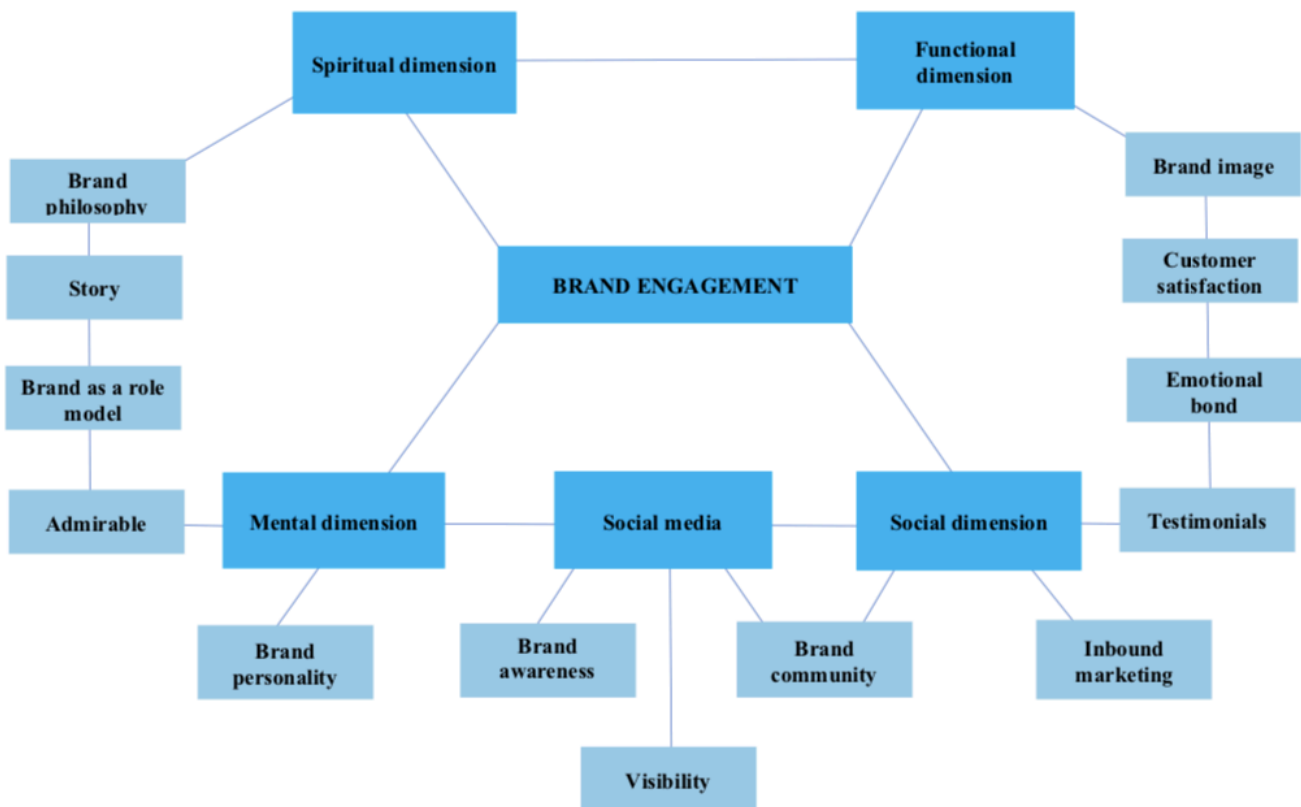 Spiritual dimension
Functional
dimension
Brand
philosophy
Brand image
Story
BRAND ENGAGEMENT
Customer
satisfaction
Brand as a role
model
Emotional
bond
Admirable
Mental dimension
Social media
Social dimension
Testimonials
Brand
personality
Brand
awareness
Brand
community
Inbound
marketing
Visibility